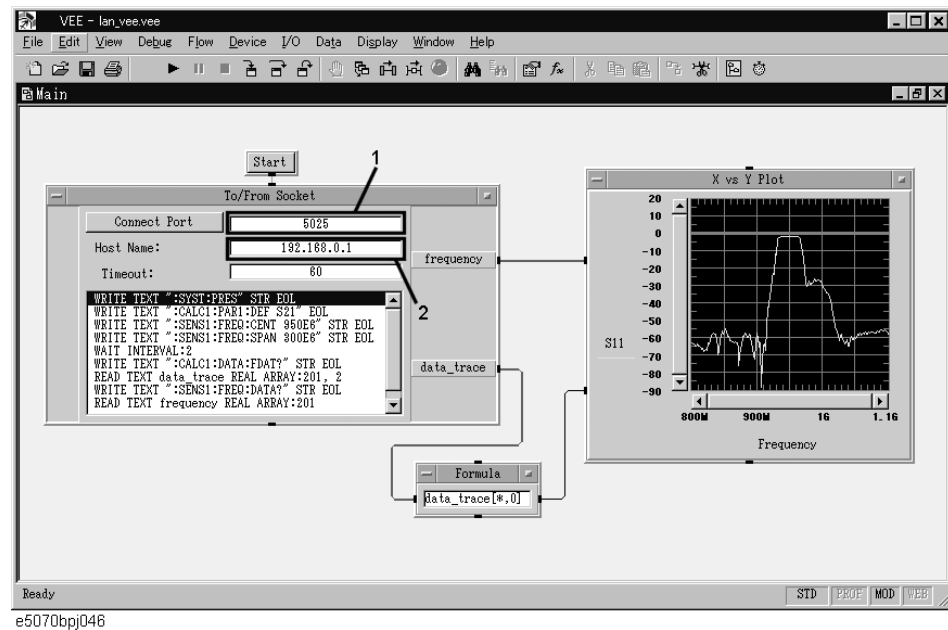 VEE - lan_vee.vee
File Edit View Debug Flow Device I/O Data Display Window Help
Main
Start
1
To/From Socket
Connect Port
5025
Host Name:
192.168.0.1
Timeout:
60
2
WRITE TEXT ":SYST:PRES" STR EOL
WRITE TEXT ":CALC1:PAR1:DEF S21" EOL
WRITE TEXT ":SENS1:FREQ:CENT 950E6" STR EOL
WRITE TEXT ":SENS1:FREQ:SPAN 300E6" STR EOL
WAIT INTERVAL:2
WRITE TEXT ":CALC1:DATA:FDAT?" STR EOL
READ TEXT data_trace REAL ARRAY:201, 2
WRITE TEXT ":SENS1:FREQ:DATA?" STR EOL
READ TEXT frequency REAL ARRAY:201
frequency
data_trace
Formula
data_trace[*,0]
X vs Y Plot
20
10
0
-10
-20
-30
-40
-50
-60
-70
-80
-90
S11
800M 900M 1G 1.1G
Frequency
Ready
STD PROF MOD WEB
e5070bpj046